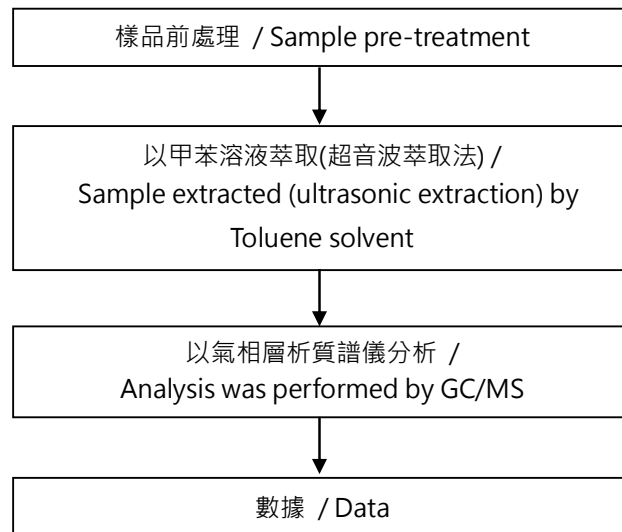 樣品前處理 / Sample pre-treatment
以甲苯溶液萃取(超音波萃取法) /
Sample extracted (ultrasonic extraction) by
Toluene solvent
以氣相層析質譜儀分析 /
Analysis was performed by GC/MS
數據 / Data